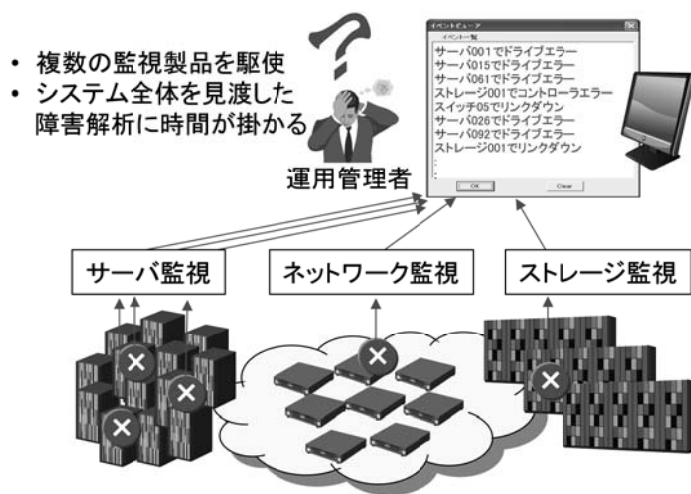 • 複数の監視製品を駆使
• システム全体を見渡した
障害解析に時間が掛かる
運用管理者
イベントビューア
イベント一覧
サーバ001でドライブエラー
サーバ015でドライブエラー
サーバ061でドライブエラー
ストレージ001でコントローラエラー
スイッチ05でリンクダウン
サーバ026でドライブエラー
サーバ092でドライブエラー
ストレージ001でリンクダウン
:
:
OK
Clear
サーバ監視
ネットワーク監視
ストレージ監視